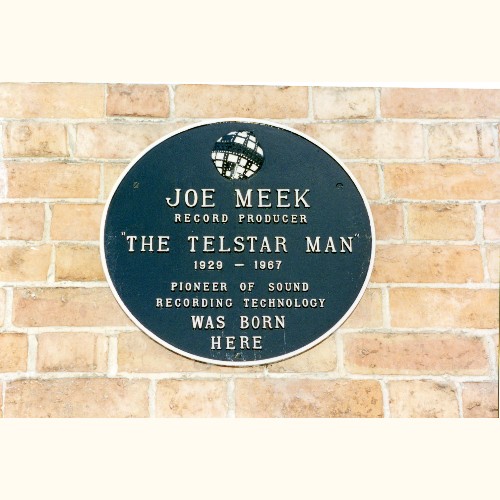 JOE MEEK
RECORD PRODUCER
"THE TELSTAR MAN"
1929 — 1967
PIONEER OF SOUND
RECORDING TECHNOLOGY
WAS BORN
HERE